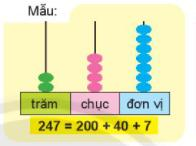 Mẫu:
trăm chục đơn vị
247 = 200 + 40 + 7